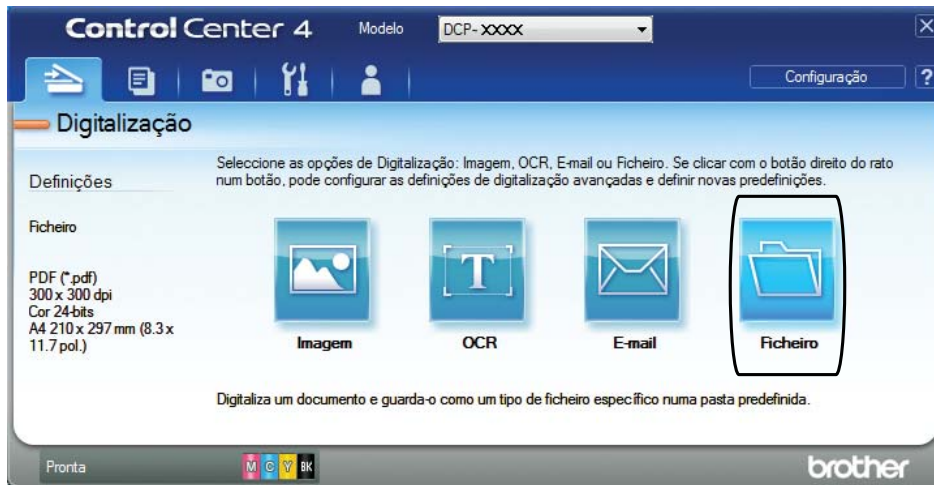 Control Center 4
Modelo
DCP- XXXX
X
Configuração
?
Digitalização
Definições
Ficheiro
PDF (*.pdf)
300 x 300 dpi
Cor 24-bits
A4 210 x 297 mm (8.3 x
11.7 pol.)
Seleccione as opções de Digitalização: Imagem, OCR, E-mail ou Ficheiro. Se clicar com o botão direito do rato
num botão, pode configurar as definições de digitalização avançadas e definir novas predefinições.
T
Imagem
OCR
E-mail
Ficheiro
Digitaliza um documento e guarda-o como um tipo de ficheiro específico numa pasta predefinida.
Pronta
M C Y BK
brother